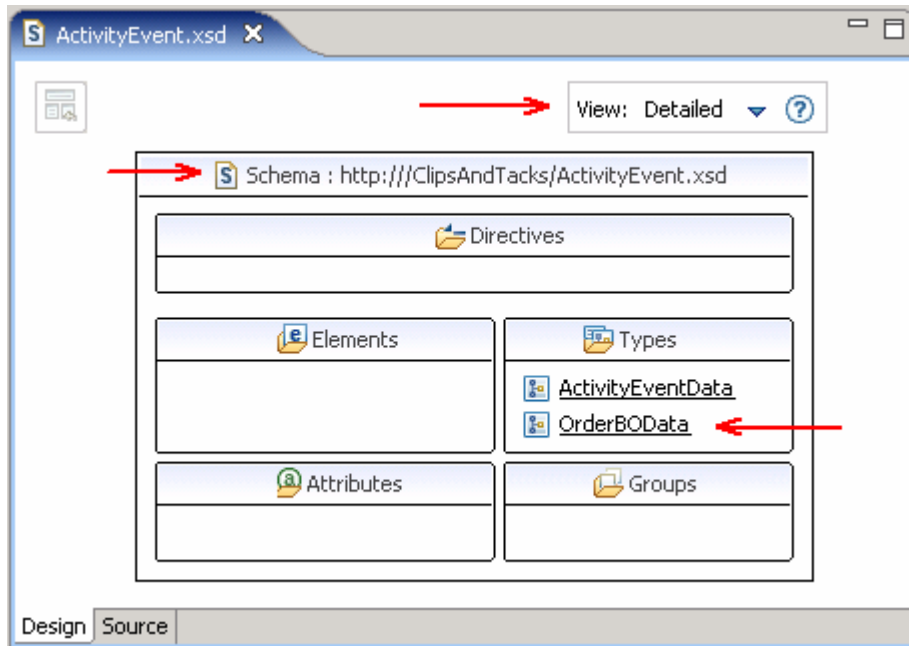 ActivityEvent.xsd
View: Detailed
Schema : http:///ClipsAndTacks/ActivityEvent.xsd
Directives
Elements
Types
ActivityEventData
OrderBOData
Attributes
Groups
Design Source